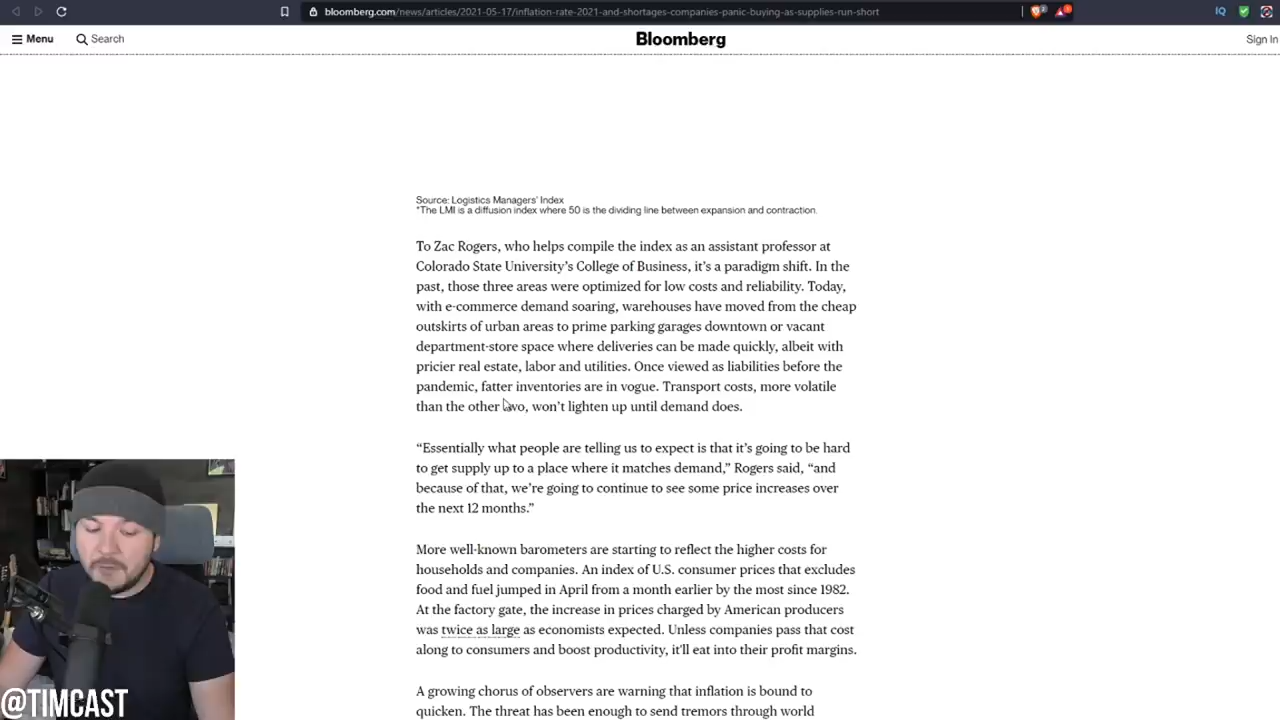 bloomberg.com/news/articles/2021-05-17/inflation-rate-2021-and-shortages-companies-panic-buying-as-supplies-run-short
IQ
Menu
Search
Bloomberg
Sign In
Source: Logistics Managers' Index
*The LMI is a diffusion index where 50 is the dividing line between expansion and contraction.
To Zac Rogers, who helps compile the index as an assistant professor at
Colorado State University’s College of Business, it’s a paradigm shift. In the
past, those three areas were optimized for low costs and reliability. Today,
with e-commerce demand soaring, warehouses have moved from the cheap
outskirts of urban areas to prime parking garages downtown or vacant
department-store space where deliveries can be made quickly, albeit with
pricier real estate, labor and utilities. Once viewed as liabilities before the
pandemic, fatter inventories are in vogue. Transport costs, more volatile
than the other two, won’t lighten up until demand does.
“Essentially what people are telling us to expect is that it’s going to be hard
to get supply up to a place where it matches demand,” Rogers said, “and
because of that, we’re going to continue to see some price increases over
the next 12 months.”
More well-known barometers are starting to reflect the higher costs for
households and companies. An index of U.S. consumer prices that excludes
food and fuel jumped in April from a month earlier by the most since 1982.
At the factory gate, the increase in prices charged by American producers
was twice as large as economists expected. Unless companies pass that cost
along to consumers and boost productivity, it’ll eat into their profit margins.
A growing chorus of observers are warning that inflation is bound to
quicken. The threat has been enough to send tremors through world
@TIMCAST